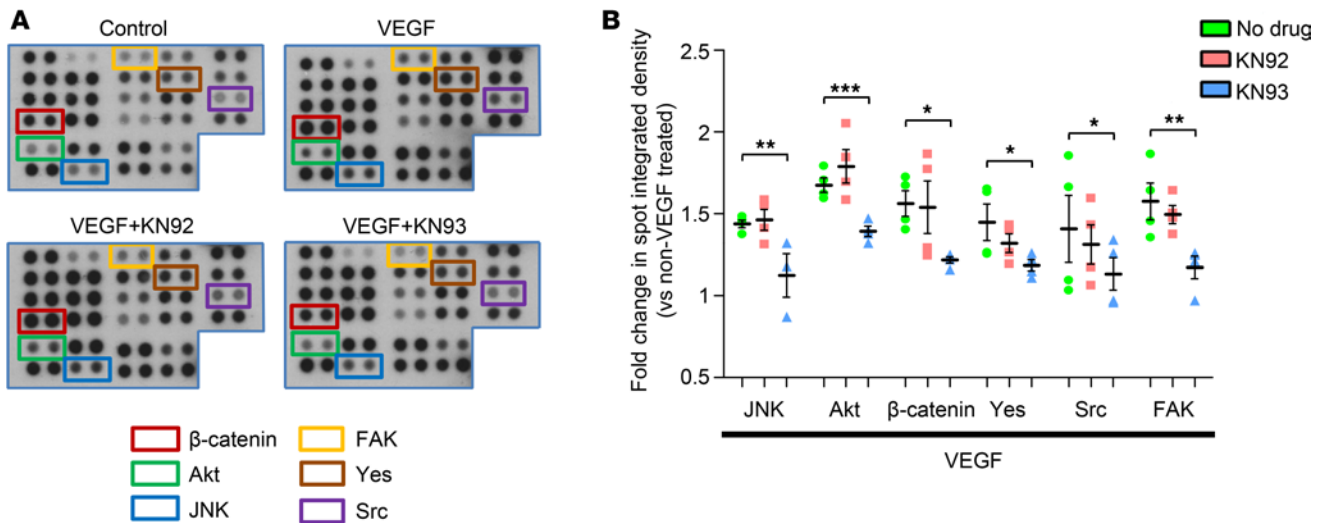 A
Control
VEGF
VEGF+KN92
VEGF+KN93
β-catenin
FAK
Akt
Yes
JNK
Src
B
Fold change in spot integrated density
(vs non-VEGF treated)
2.5
2
1.5
1
0.5
No drug
KN92
KN93
**
***
*
*
*
**
JNK Akt β-catenin Yes Src FAK
VEGF